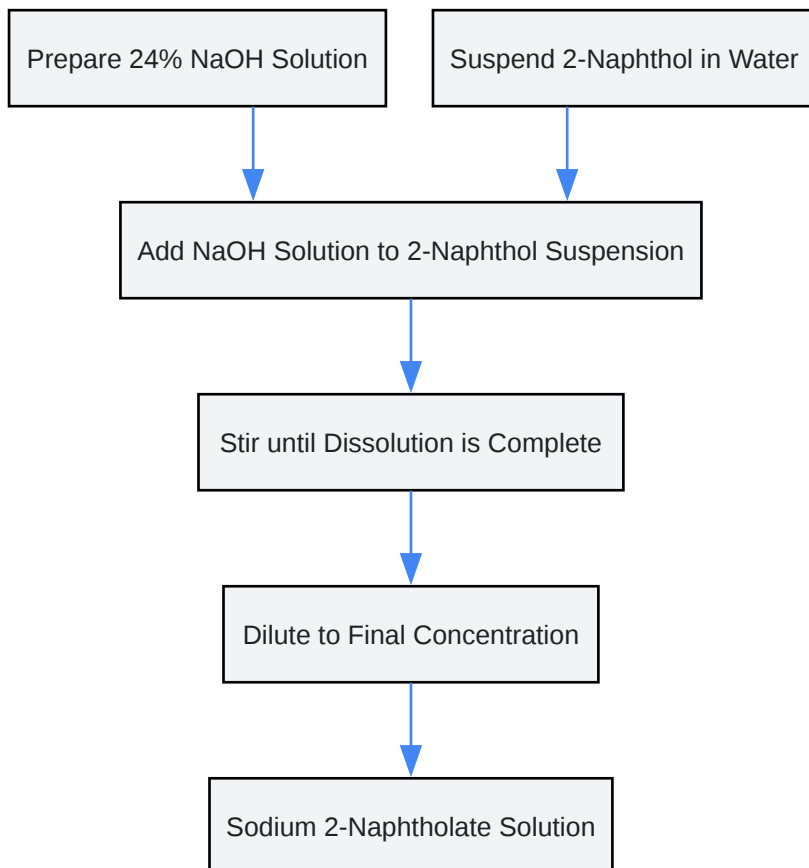 Prepare 24% NaOH Solution
Suspend 2-Naphthol in Water
Add NaOH Solution to 2-Naphthol Suspension
Stir until Dissolution is Complete
Dilute to Final Concentration
Sodium 2-Naphtholate Solution